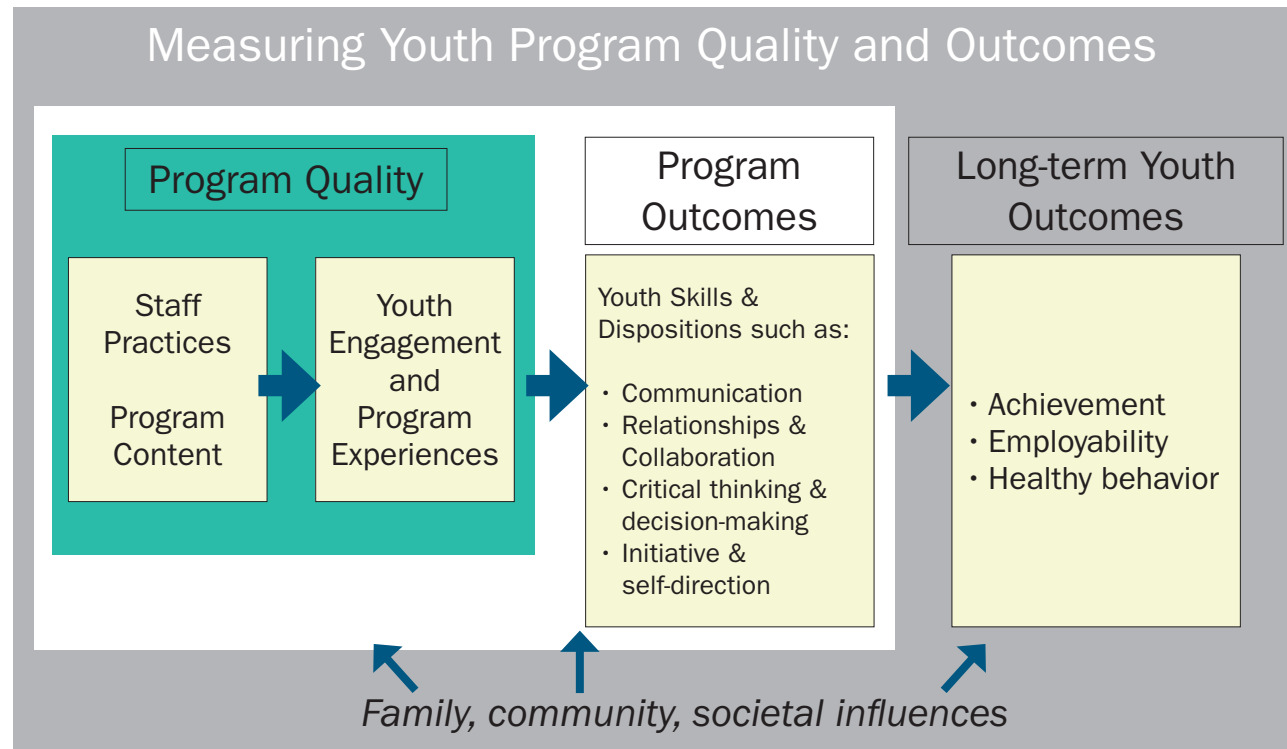 Measuring Youth Program Quality and Outcomes
Program Quality
Staff
Practices
Program
Content
Youth
Engagement
and
Program
Experiences
Program
Outcomes
Youth Skills &
Dispositions such as:
· Communication
· Relationships &
Collaboration
· Critical thinking &
decision-making
· Initiative &
self-direction
Long-term Youth
Outcomes
· Achievement
· Employability
· Healthy behavior
Family, community, societal influences